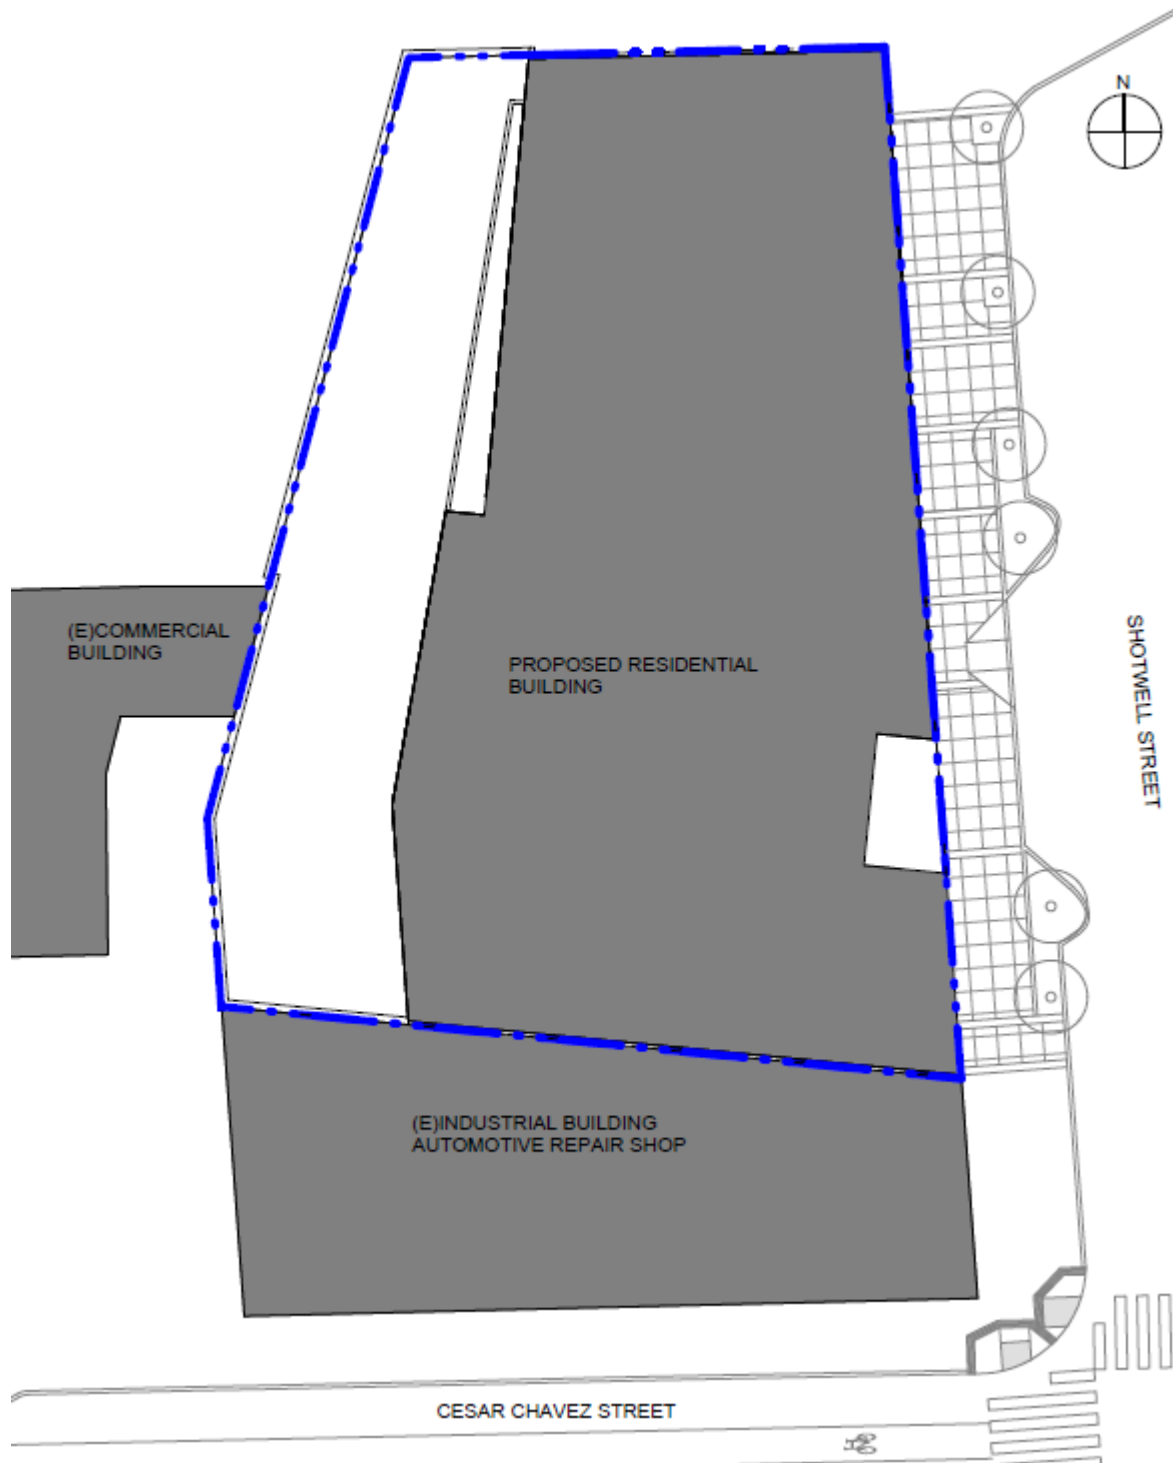 N
(E)COMMERCIAL
BUILDING
PROPOSED RESIDENTIAL
BUILDING
SHOTWELL STREET
(E)INDUSTRIAL BUILDING
AUTOMOTIVE REPAIR SHOP
CESAR CHAVEZ STREET